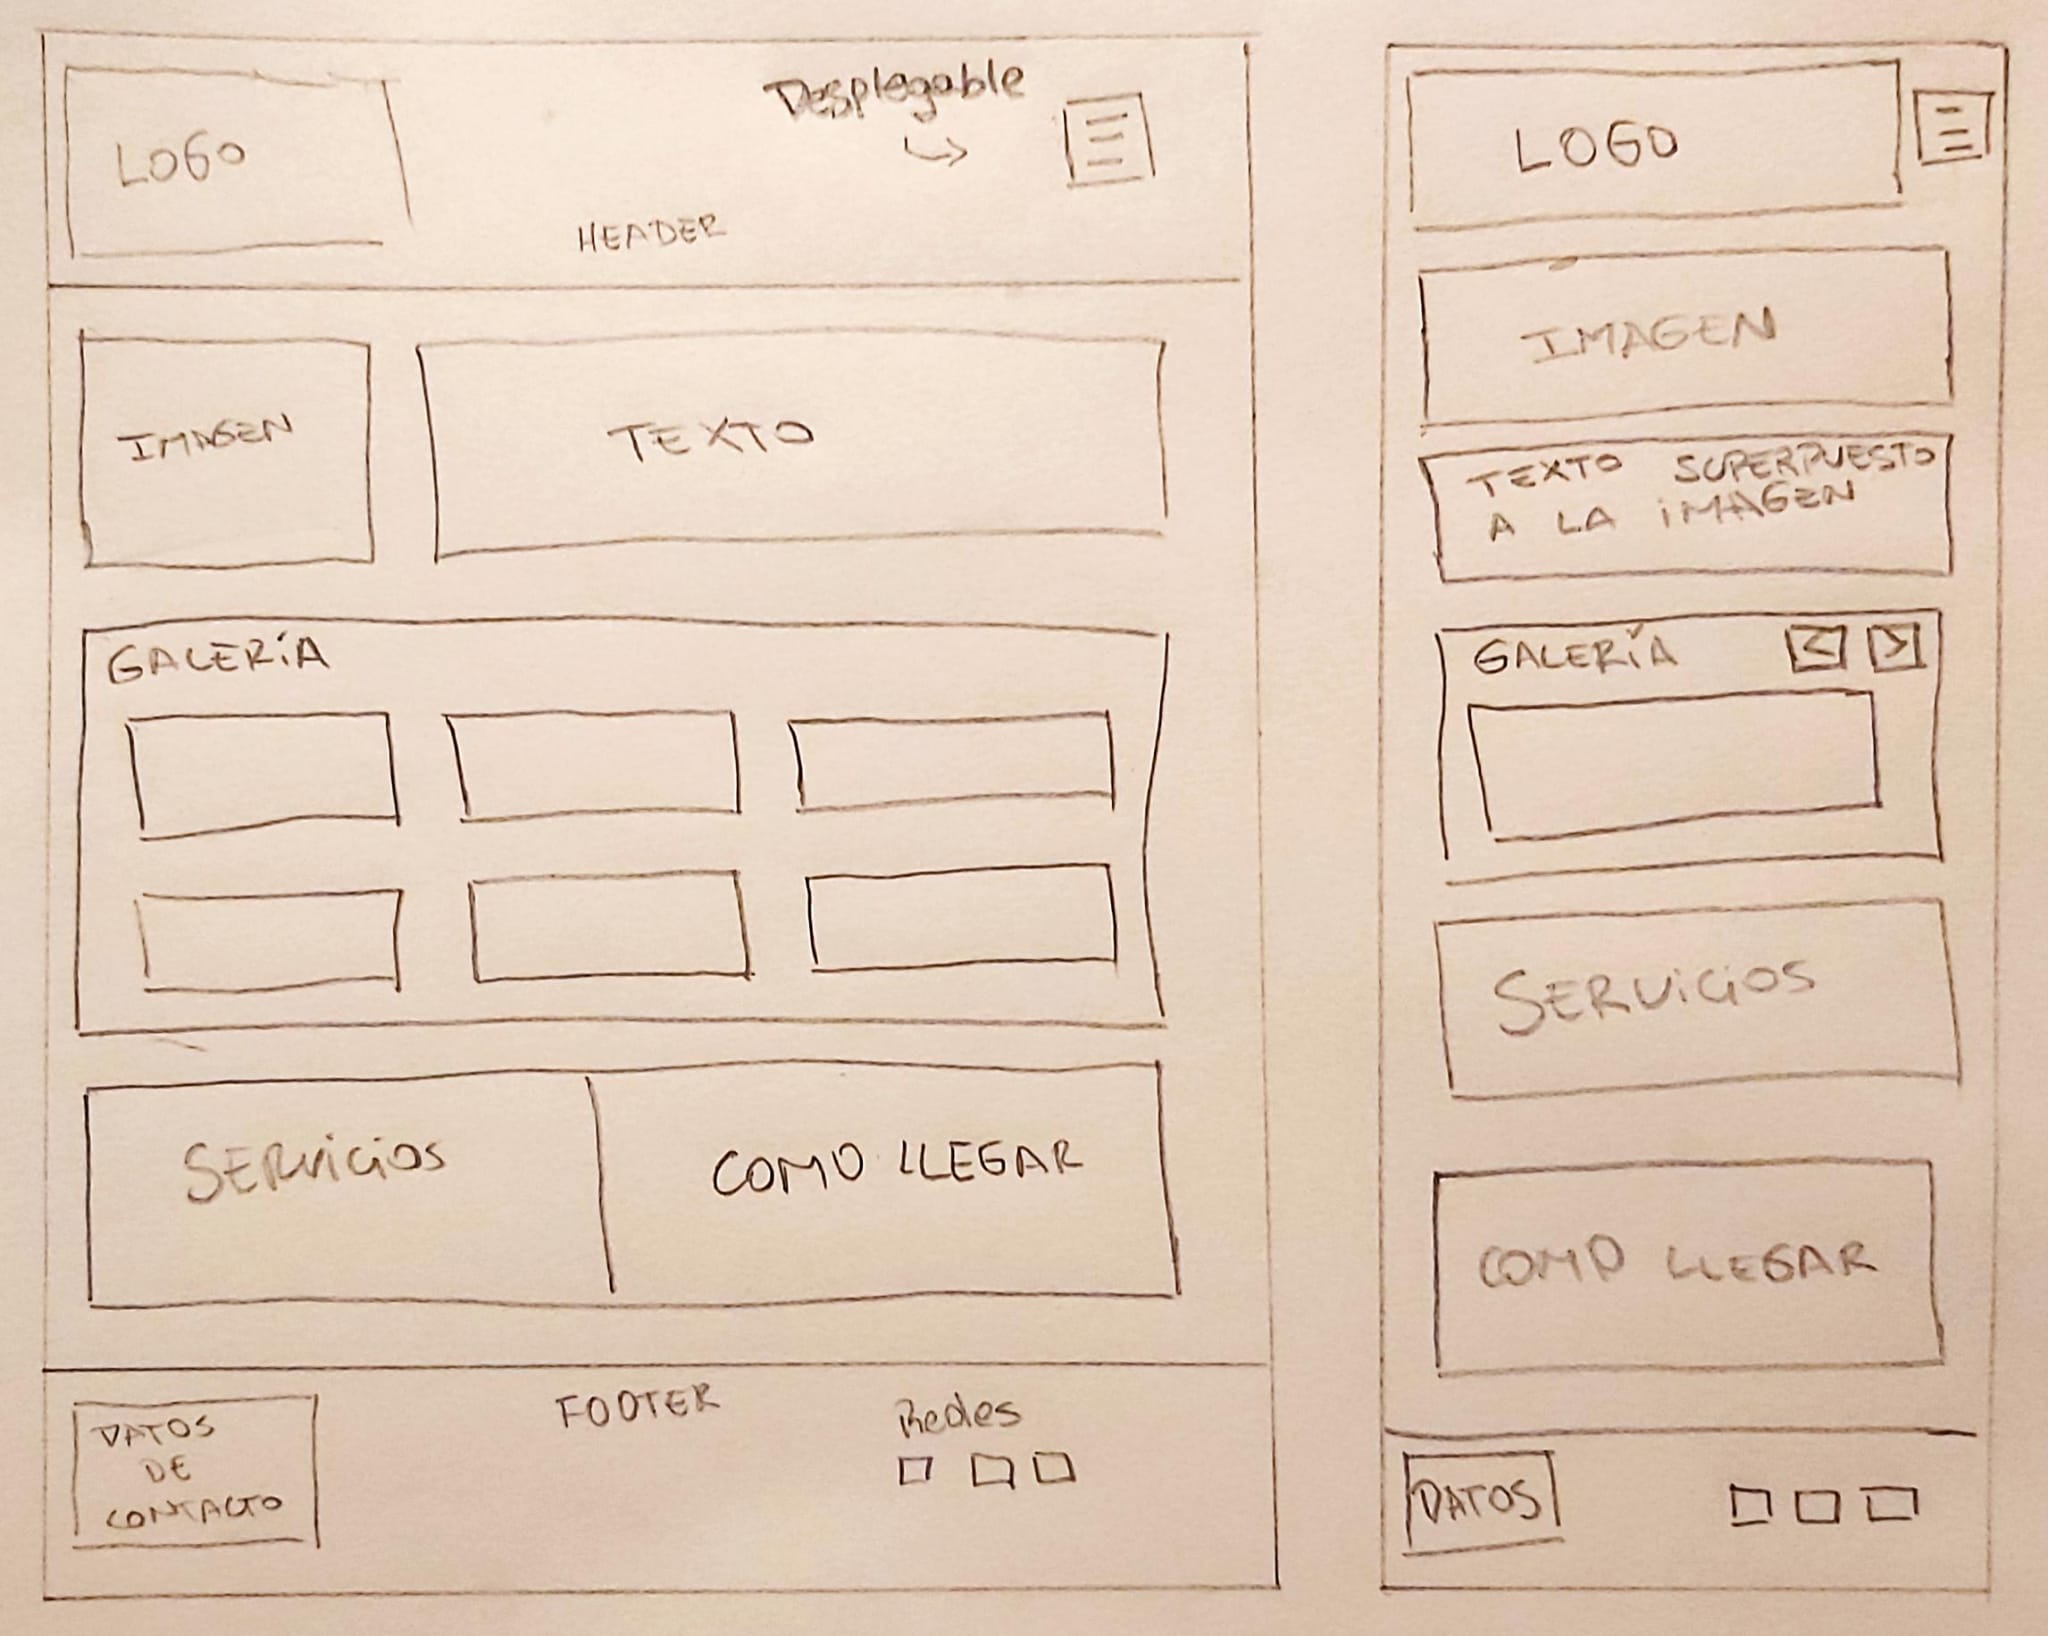 LOGO
Desplegable
HEADER
IMAGEN
TEXTO
GALERÍA
SERVICIOS
COMO LLEGAR
DATOS
DE
CONTACTO
FOOTER
Redes
LOGO
IMAGEN
TEXTO SUPERPUESTO
A LA IMAGEN
GALERÍA < >
SERVICIOS
COMO LLEGAR
DATOS